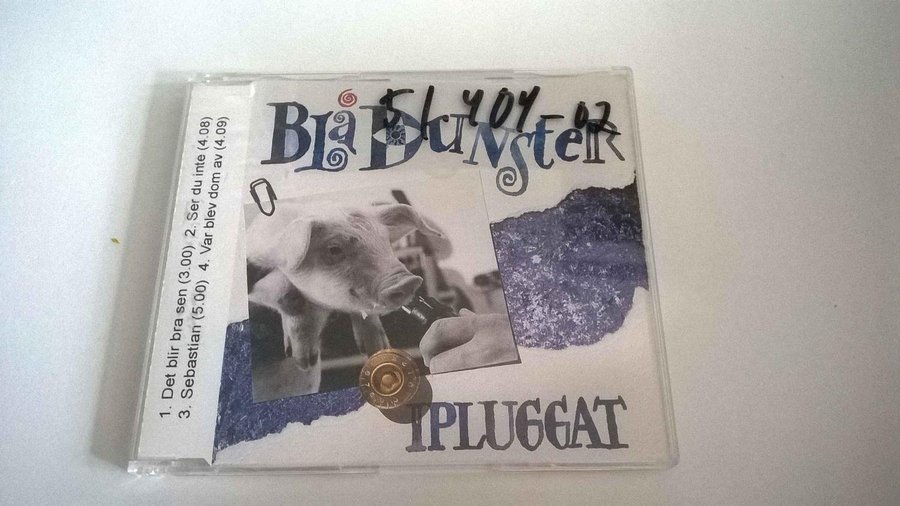 BLÅ DUNSTER
5/ 404-02
IPLUGGAT
1. Det blir bra sen (3.00) 2. Ser du inte (4.08)
3. Sebastian (5.00) 4. Var blev dom av (4.09)